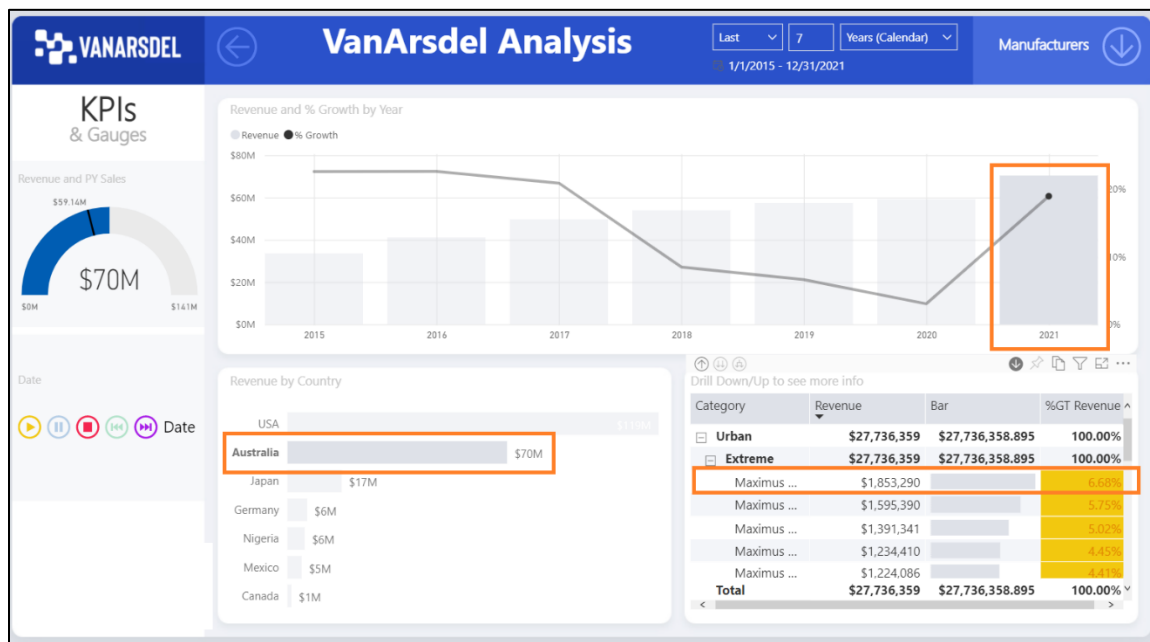 VANARSDEL
VanArsdel Analysis
Last 7 Years (Calendar)
1/1/2015 - 12/31/2021
Manufacturers
KPIs
& Gauges
Revenue and PY Sales
$59.14M
$70M
$0M $141M
Date
Date
Revenue and % Growth by Year
Revenue % Growth
$80M
$60M
$40M
$20M
$0M
20%
10%
0%
2015 2016 2017 2018 2019 2020 2021
Revenue by Country
USA $119M
Australia $70M
Japan $17M
Germany $6M
Nigeria $6M
Mexico $5M
Canada $1M
Drill Down/Up to see more info
Category Revenue Bar %GT Revenue
Urban $27,736,359 $27,736,358.895 100.00%
Extreme $27,736,359 $27,736,358.895 100.00%
Maximus ... $1,853,290 6.68%
Maximus ... $1,595,390 5.75%
Maximus ... $1,391,341 5.02%
Maximus ... $1,234,410 4.45%
Maximus ... $1,224,086 4.41%
Total $27,736,359 $27,736,358.895 100.00%